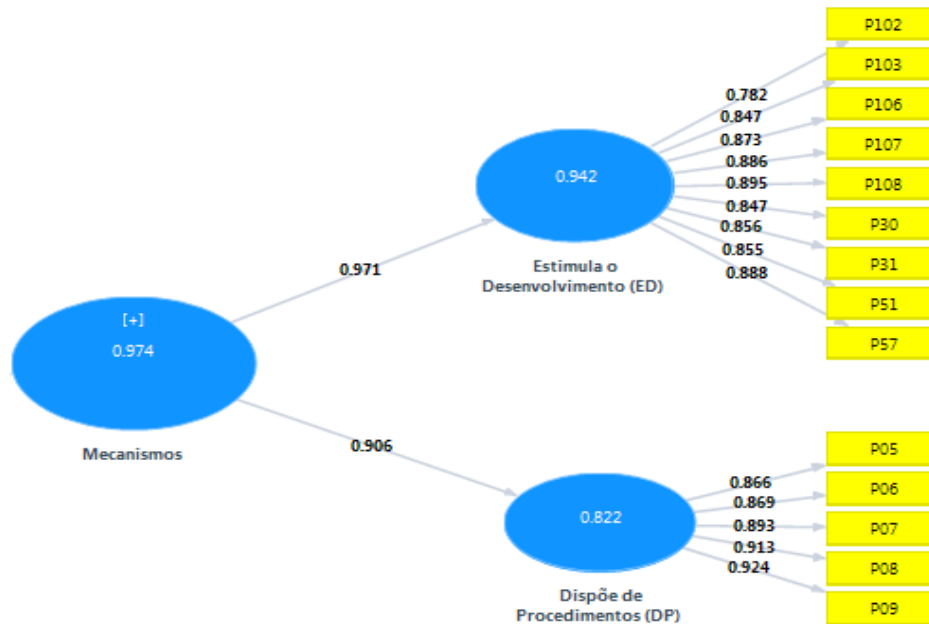 P102
P103
P106
P107
P108
P30
P31
P51
P57
0.782
0.847
0.873
0.886
0.895
0.847
0.856
0.855
0.888
0.942
Estimula o
Desenvolvimento (ED)
0.971
[+]
0.974
Mecanismos
0.906
0.822
Dispõe de
Procedimentos (DP)
0.866
0.869
0.893
0.913
0.924
P05
P06
P07
P08
P09